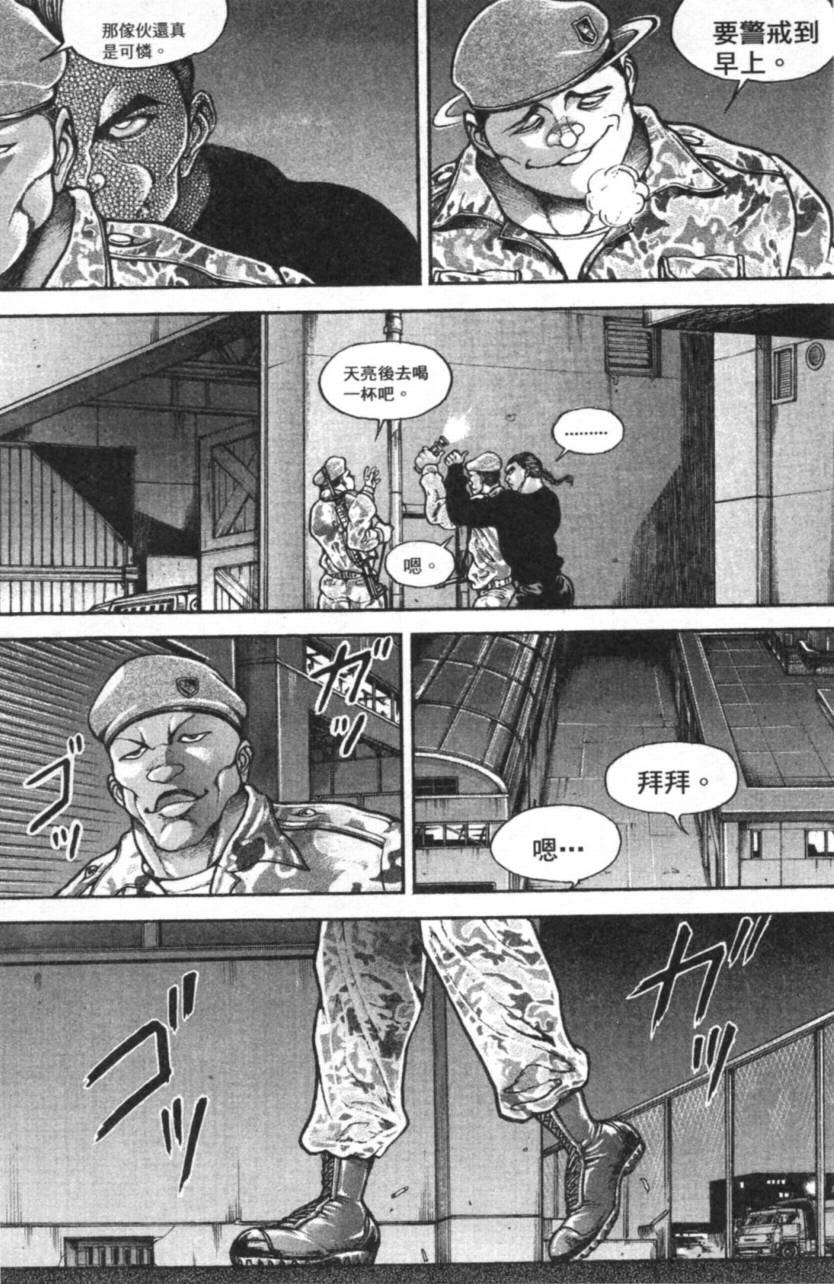 要警戒到
早上。
那傢伙還真
是可憐。
天亮後去喝
一杯吧。
………
嗯。
ガッ
ゴッ
拜拜。
嗯…
ガッ
ゴッ